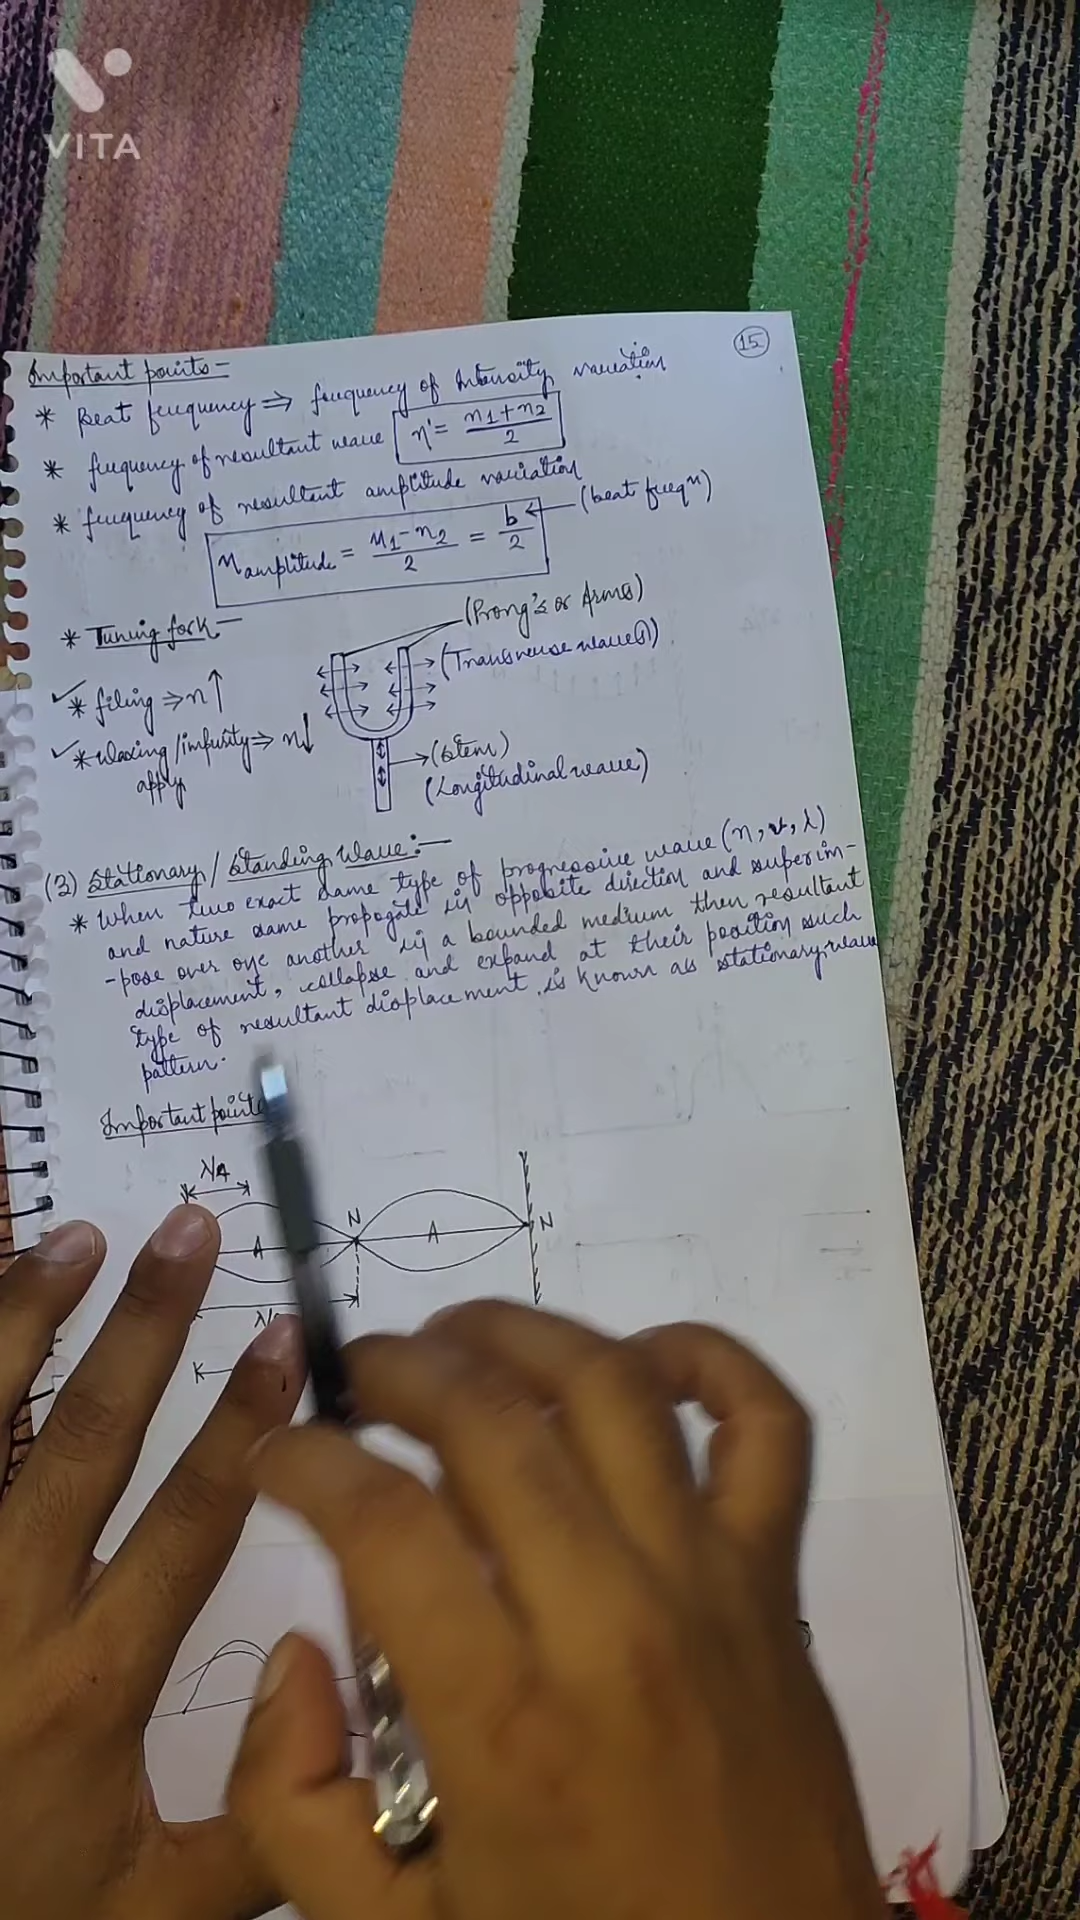 VITA
15
Important points-
* Beat frequency ⇒ frequency of Intensity variation
* frequency of resultant wave n' = n1+n2/2
* frequency of resultant amplitude variation
n amplitude = n1-n2/2 = b/2 ← (beat freqn)
* Tuning fork-
(Prong's or Arms)
(Transverse waves)
✓* filing ⇒ n↑
✓* waxing/impurity ⇒ n↓
apply
(Stem)
(Longitudinal wave)
(3) Stationary/Standing Wave:-
* When two exact same type of progressive wave (n, v, λ)
and nature same propagate in opposite direction and superim-
-pose over one another in a bounded medium then resultant
displacement, collapse and expand at their position such
type of resultant displacement is known as stationary wave
pattern.
Important points
λ/4
A N A N
K